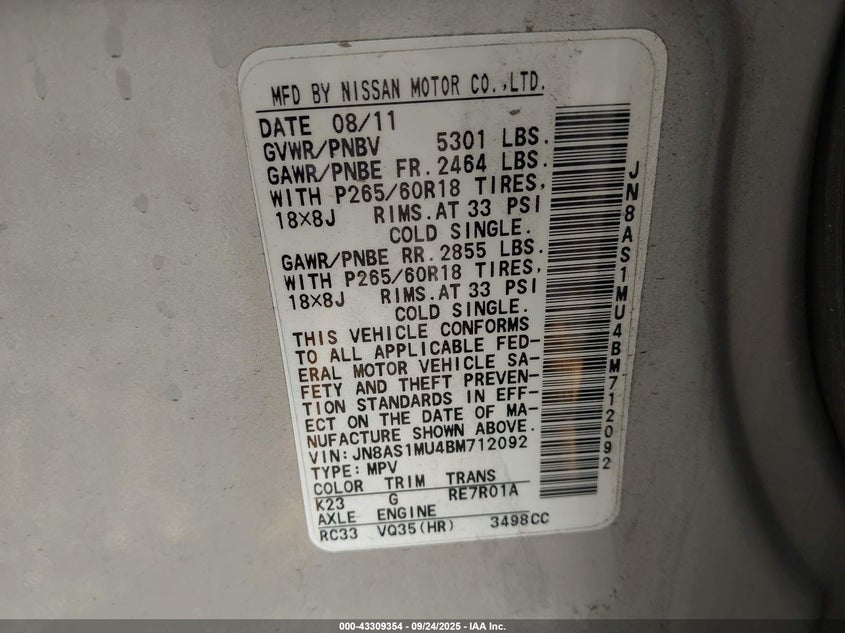 MFD BY NISSAN MOTOR CO.,LTD.
DATE 08/11
GVWR/PNBV 5301 LBS.
GAWR/PNBE FR.2464 LBS.
WITH P265/60R18 TIRES,
18×8J RIMS.AT 33 PSI
COLD SINGLE.
GAWR/PNBE RR.2855 LBS.
WITH P265/60R18 TIRES,
18×8J RIMS.AT 33 PSI
COLD SINGLE.
THIS VEHICLE CONFORMS
TO ALL APPLICABLE FED-
ERAL MOTOR VEHICLE SA-
FETY AND THEFT PREVEN-
TION STANDARDS IN EFF-
ECT ON THE DATE OF MA-
NUFACTURE SHOWN ABOVE.
VIN:JN8AS1MU4BM712092
TYPE:MPV
COLOR TRIM TRANS
K23 G RE7R01A
AXLE ENGINE
RC33 VQ35(HR) 3498CC
JN8AS1MU4BM712092
000-43309354 - 09/24/2025 - IAA Inc.